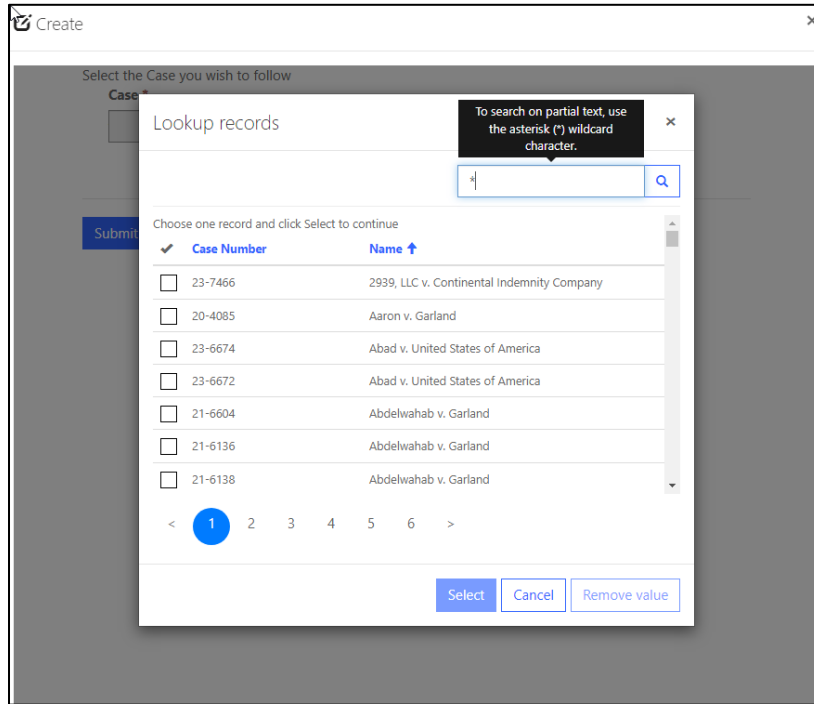 Create ×
Select the Case you wish to follow
Case *
Lookup records ×
To search on partial text, use
the asterisk (*) wildcard
character.
*
Submit
Choose one record and click Select to continue
✔ Case Number Name ↑
23-7466 2939, LLC v. Continental Indemnity Company
20-4085 Aaron v. Garland
23-6674 Abad v. United States of America
23-6672 Abad v. United States of America
21-6604 Abdelwahab v. Garland
21-6136 Abdelwahab v. Garland
21-6138 Abdelwahab v. Garland
< 1 2 3 4 5 6 >
Select Cancel Remove value